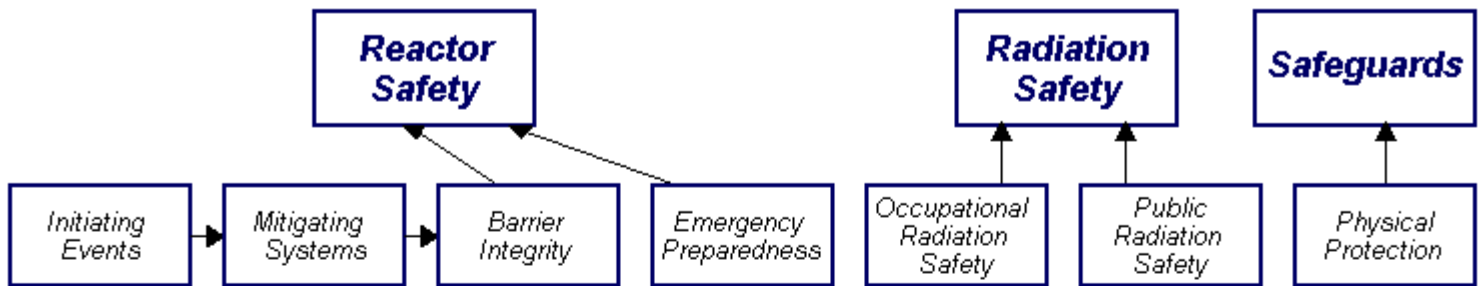 Reactor
Safety
Radiation
Safety
Safeguards
Initiating
Events
Mitigating
Systems
Barrier
Integrity
Emergency
Preparedness
Occupational
Radiation
Safety
Public
Radiation
Safety
Physical
Protection